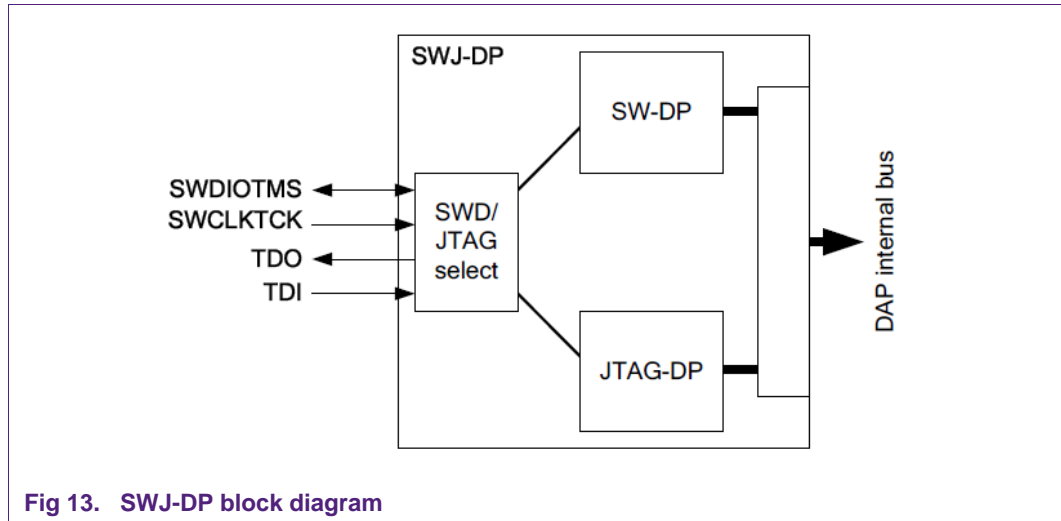 SWJ-DP
SW-DP
SWDIOTMS
SWCLKTCK
TDO
TDI
SWD/
JTAG
select
JTAG-DP
DAP internal bus
Fig 13. SWJ-DP block diagram